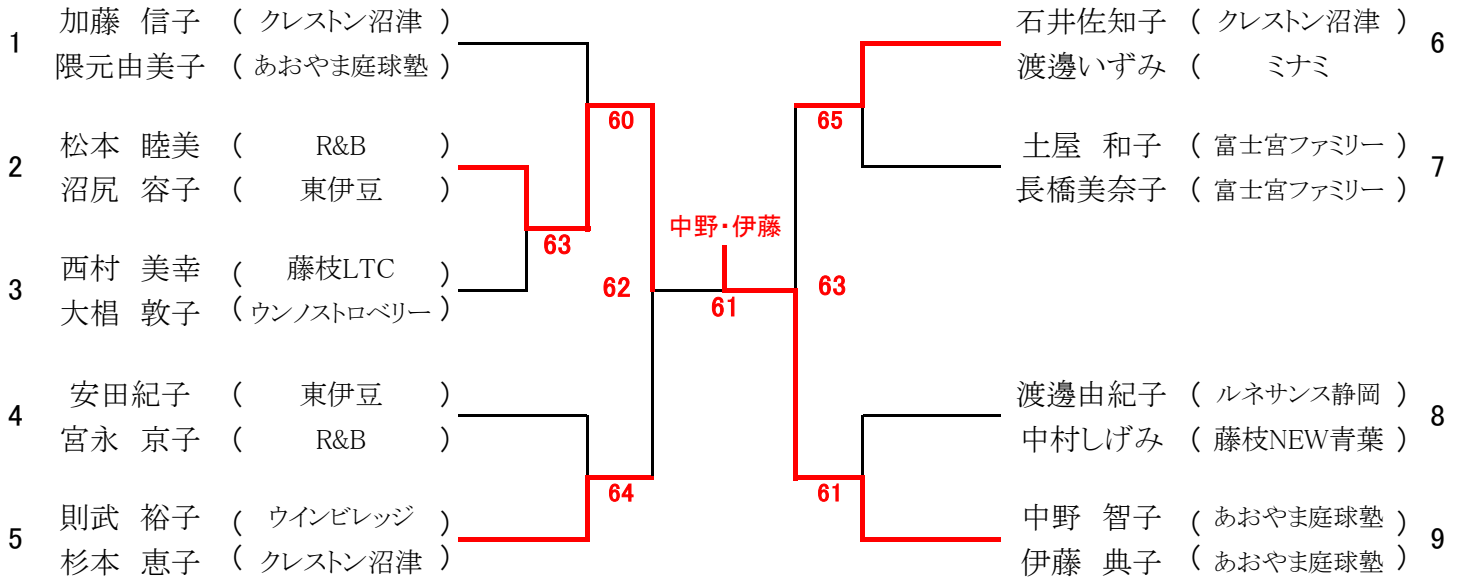 1
加藤 信子 ( クレストン沼津 )
隈元由美子 ( あおやま庭球塾 )
2
松本 睦美 ( R&B )
沼尻 容子 ( 東伊豆 )
3
西村 美幸 ( 藤枝LTC )
大椙 敦子 ( ウンノストロベリー )
4
安田紀子 ( 東伊豆 )
宮永 京子 ( R&B )
5
則武 裕子 ( ウインビレッジ )
杉本 恵子 ( クレストン沼津 )
60
63
62
64
中野・伊藤
61
65
63
61
石井佐知子 ( クレストン沼津 )
渡邊いずみ ( ミナミ
6
土屋 和子 ( 富士宮ファミリー )
長橋美奈子 ( 富士宮ファミリー )
7
渡邊由紀子 ( ルネサンス静岡 )
中村しげみ ( 藤枝NEW青葉 )
8
中野 智子 ( あおやま庭球塾 )
伊藤 典子 ( あおやま庭球塾 )
9